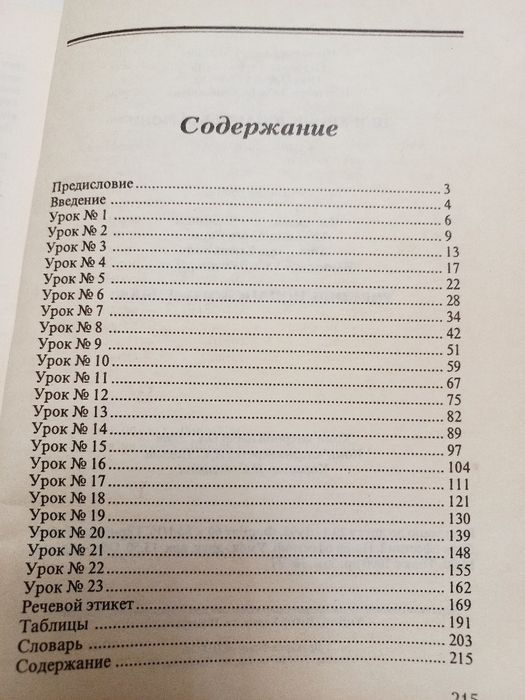 Содержание
Предисловие 3
Введение 4
Урок № 1 6
Урок № 2 9
Урок № 3 13
Урок № 4 17
Урок № 5 22
Урок № 6 28
Урок № 7 34
Урок № 8 42
Урок № 9 51
Урок № 10 59
Урок № 11 67
Урок № 12 75
Урок № 13 82
Урок № 14 89
Урок № 15 97
Урок № 16 104
Урок № 17 111
Урок № 18 121
Урок № 19 130
Урок № 20 139
Урок № 21 148
Урок № 22 155
Урок № 23 162
Речевой этикет 169
Таблицы 191
Словарь 203
Содержание 215
215